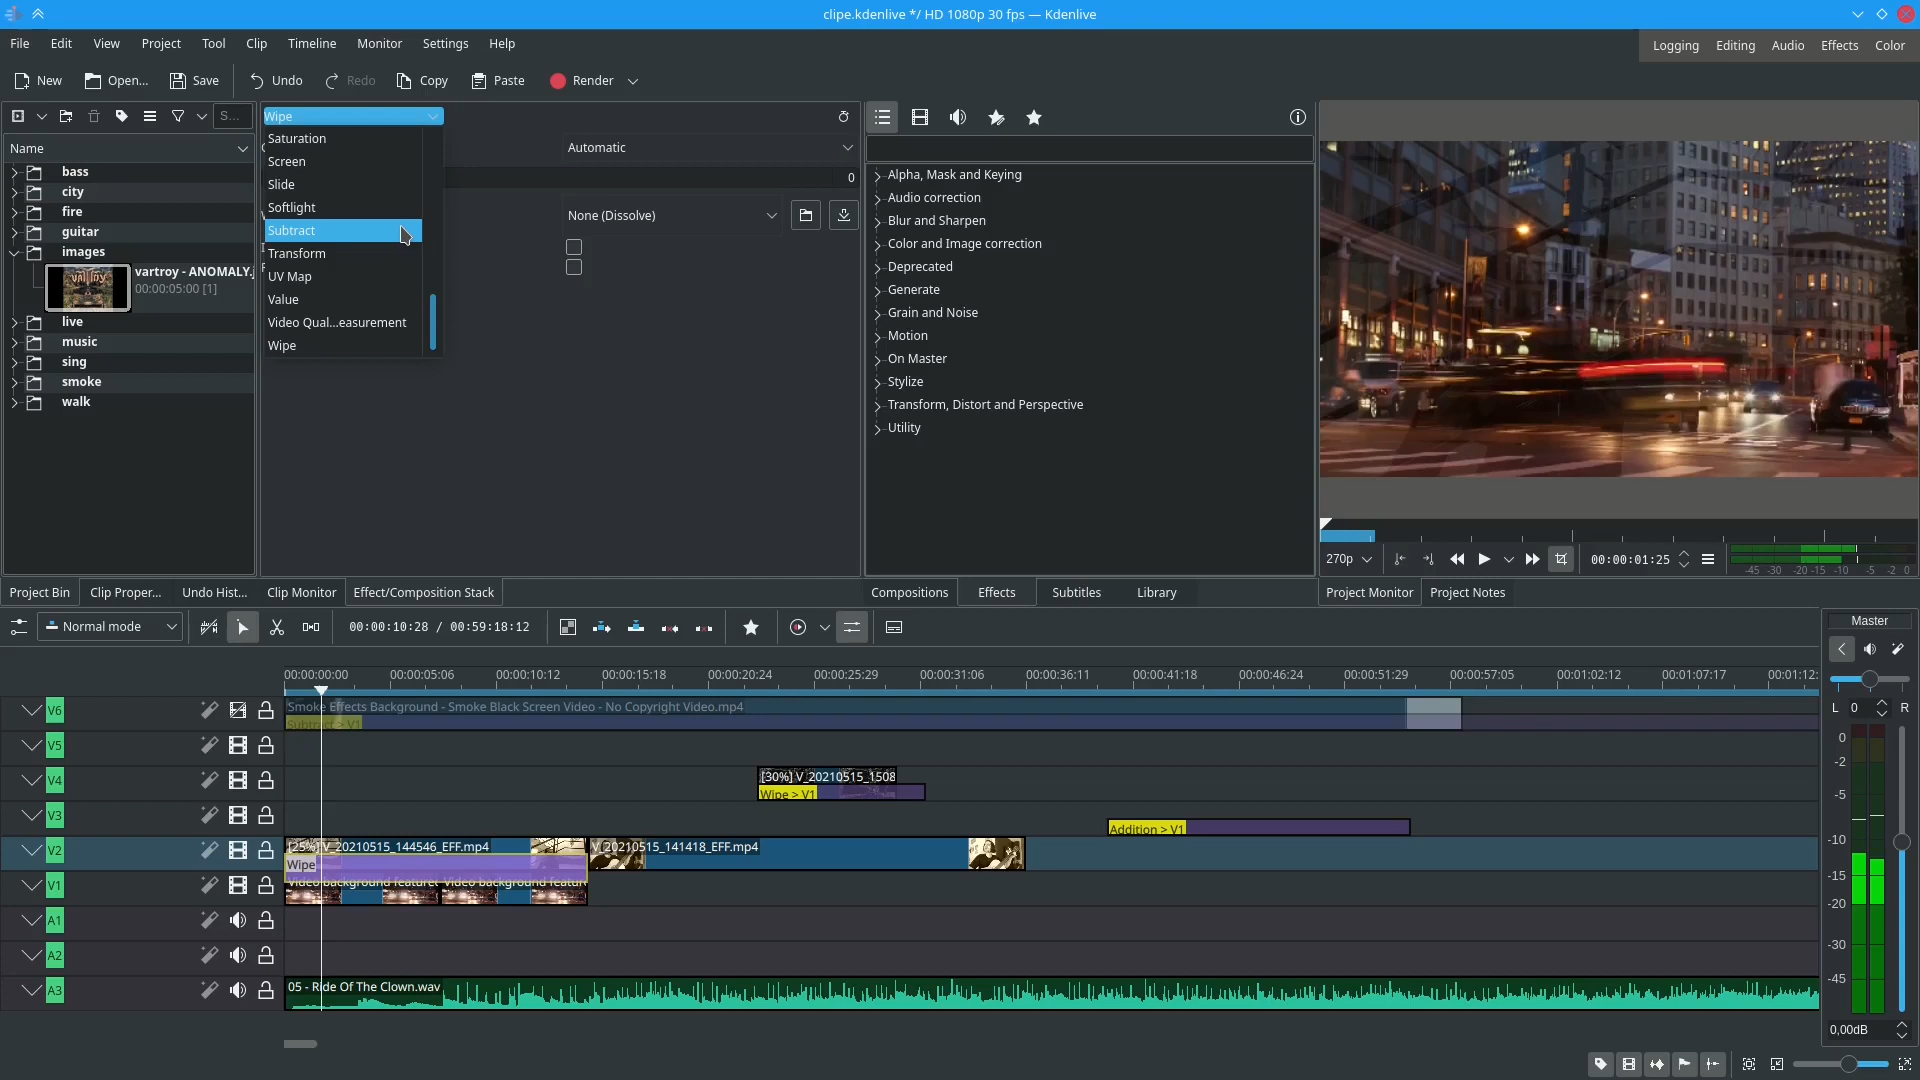 clipe.kdenlive */ HD 1080p 30 fps — Kdenlive
File Edit View Project Tool Clip Timeline Monitor Settings Help
Logging Editing Audio Effects Color
New Open... Save Undo Redo Copy Paste Render
S...
Name
bass
city
fire
guitar
images
vartroy - ANOMALY.
00:00:05:00 [1]
live
music
sing
smoke
walk
Wipe
Saturation
Screen
Slide
Softlight
Subtract
Transform
UV Map
Value
Video Qual...easurement
Wipe
Automatic
0
None (Dissolve)
Alpha, Mask and Keying
Audio correction
Blur and Sharpen
Color and Image correction
Deprecated
Generate
Grain and Noise
Motion
On Master
Stylize
Transform, Distort and Perspective
Utility
270p 00:00:01:25
-45 -30 -20 -15 -10 -5 -2 0
Project Bin Clip Proper... Undo Hist... Clip Monitor Effect/Composition Stack
Compositions Effects Subtitles Library
Project Monitor Project Notes
Normal mode 00:00:10:28 / 00:59:18:12
Master
00:00:00:00 00:00:05:06 00:00:10:12 00:00:15:18 00:00:20:24 00:00:25:29 00:00:31:06 00:00:36:11 00:00:41:18 00:00:46:24 00:00:51:29 00:00:57:05 00:01:02:12 00:01:07:17 00:01:12:
V6 Smoke Effects Background - Smoke Black Screen Video - No Copyright Video.mp4
Subtract > V1
V5
V4 [30%] V_20210515_1508
Wipe > V1
V3 Addition > V1
V2 [25%] V_20210515_144546_EFF.mp4 V_20210515_141418_EFF.mp4
Wipe
V1 Video background features Video background featur
A1
A2
A3 05 - Ride Of The Clown.wav
L 0 R
0
-2
-5
-10
-15
-20
-30
-45
0,00dB